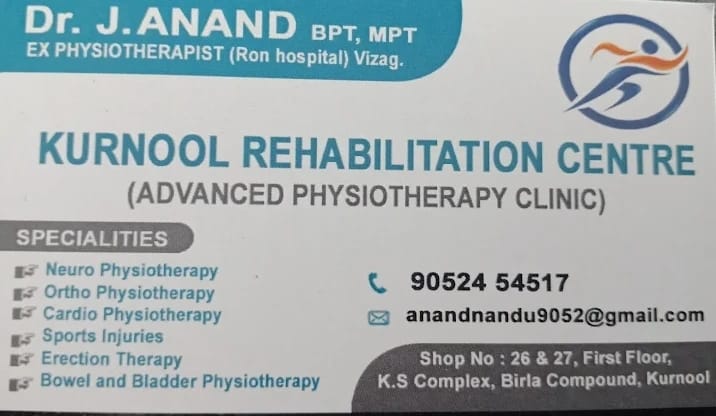 Dr. J. ANAND BPT, MPT
EX PHYSIOTHERAPIST (Ron hospital) Vizag.
KURNOOL REHABILITATION CENTRE
(ADVANCED PHYSIOTHERAPY CLINIC)
SPECIALITIES
Neuro Physiotherapy
Ortho Physiotherapy
Cardio Physiotherapy
Sports Injuries
Erection Therapy
Bowel and Bladder Physiotherapy
90524 54517
anandnandu9052@gmail.com
Shop No : 26 & 27, First Floor,
K.S Complex, Birla Compound, Kurnool